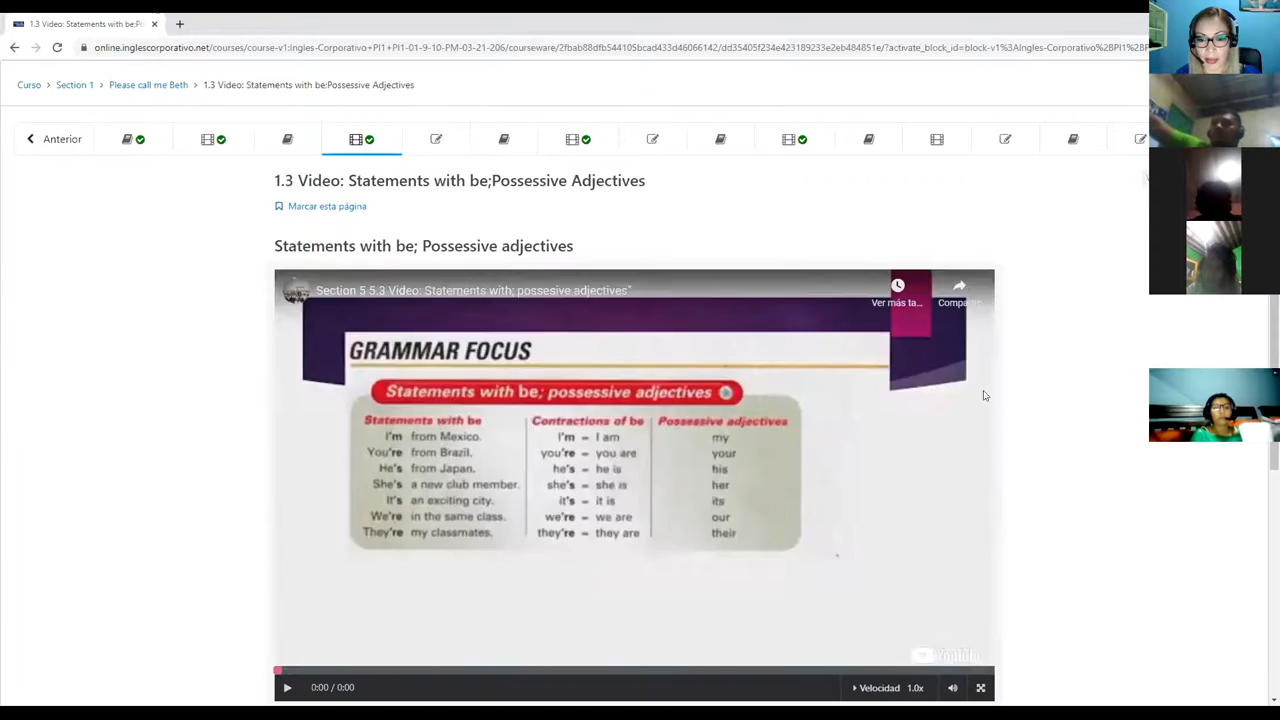 1.3 Video: Statements with be;Po
online.inglescorporativo.net/courses/course-v1:Ingles-Corporativo+PI1+PI1-01-9-10-PM-03-21-
Curso > Section 1 > Please call me Beth > 1.3 Video: Statements with be;Possessive Adjectives
Anterior
1.3 Video: Statements with be;Possessive Adjectives
Marcar esta página
Statements with be; Possessive adjectives
Section 5 5.3 Video: Statements with; possesive adjectives"
Ver más ta...
GRAMMAR FOCUS
Statements with be; possessive adjectives
Statements with be Contractions of be Possessive adjectives
I'm from Mexico. I'm = I am my
You're from Brazil. you're = you are your
He's from Japan. he's = he is his
She's a new club member. she's = she is her
It's an exciting city. it's = it is its
We're in the same class. we're = we are our
They're my classmates. they're = they are their
YouTube
0:00 / 0:00 Velocidad 1.0x